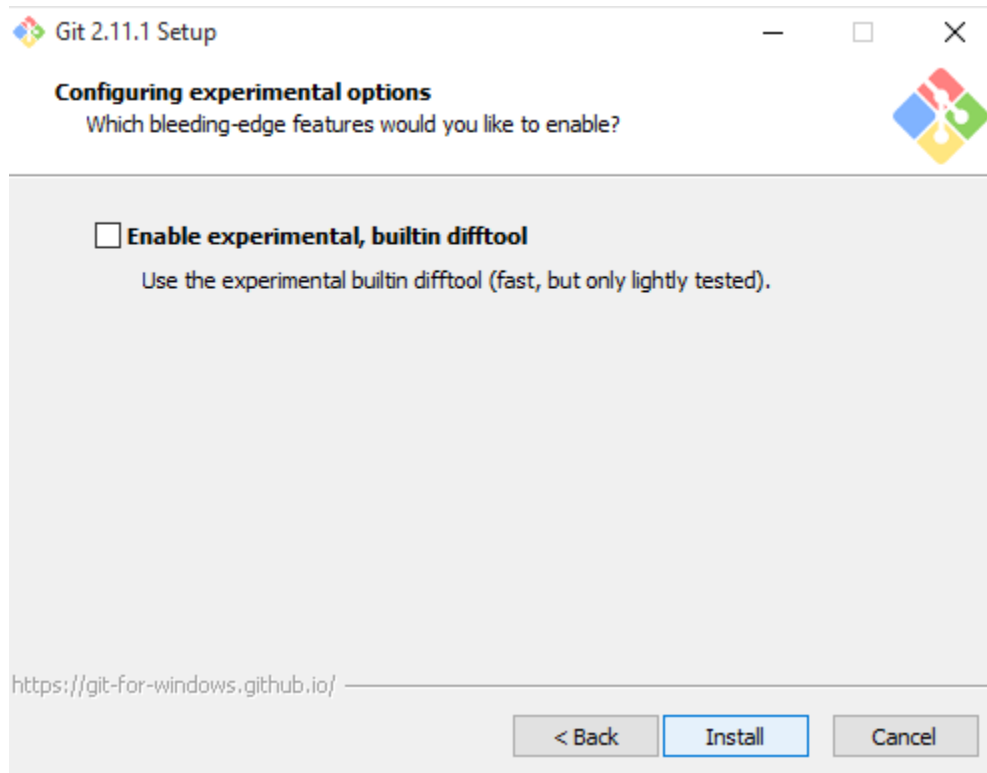 Git 2.11.1 Setup
Configuring experimental options
Which bleeding-edge features would you like to enable?
Enable experimental, builtin difftool
Use the experimental builtin difftool (fast, but only lightly tested).
https://git-for-windows.github.io/
< Back
Install
Cancel